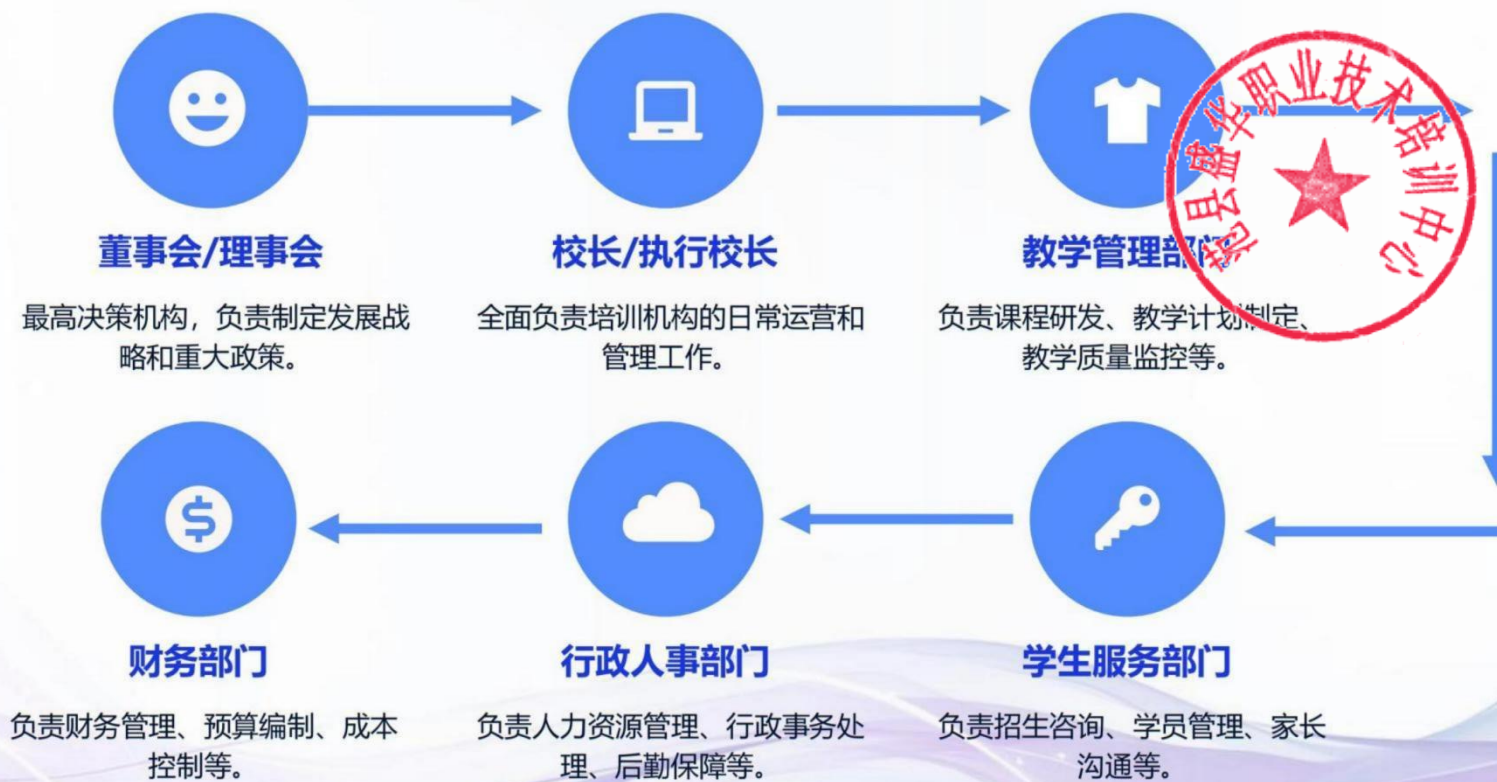 董事会/理事会
最高决策机构，负责制定发展战
略和重大政策。
校长/执行校长
全面负责培训机构的日常运营和
管理工作。
教学管理部门
负责课程研发、教学计划制定、
教学质量监控等。
县盛华职业技术培训中心
财务部门
负责财务管理、预算编制、成本
控制等。
行政人事部门
负责人力资源管理、行政事务处
理、后勤保障等。
学生服务部门
负责招生咨询、学员管理、家长
沟通等。